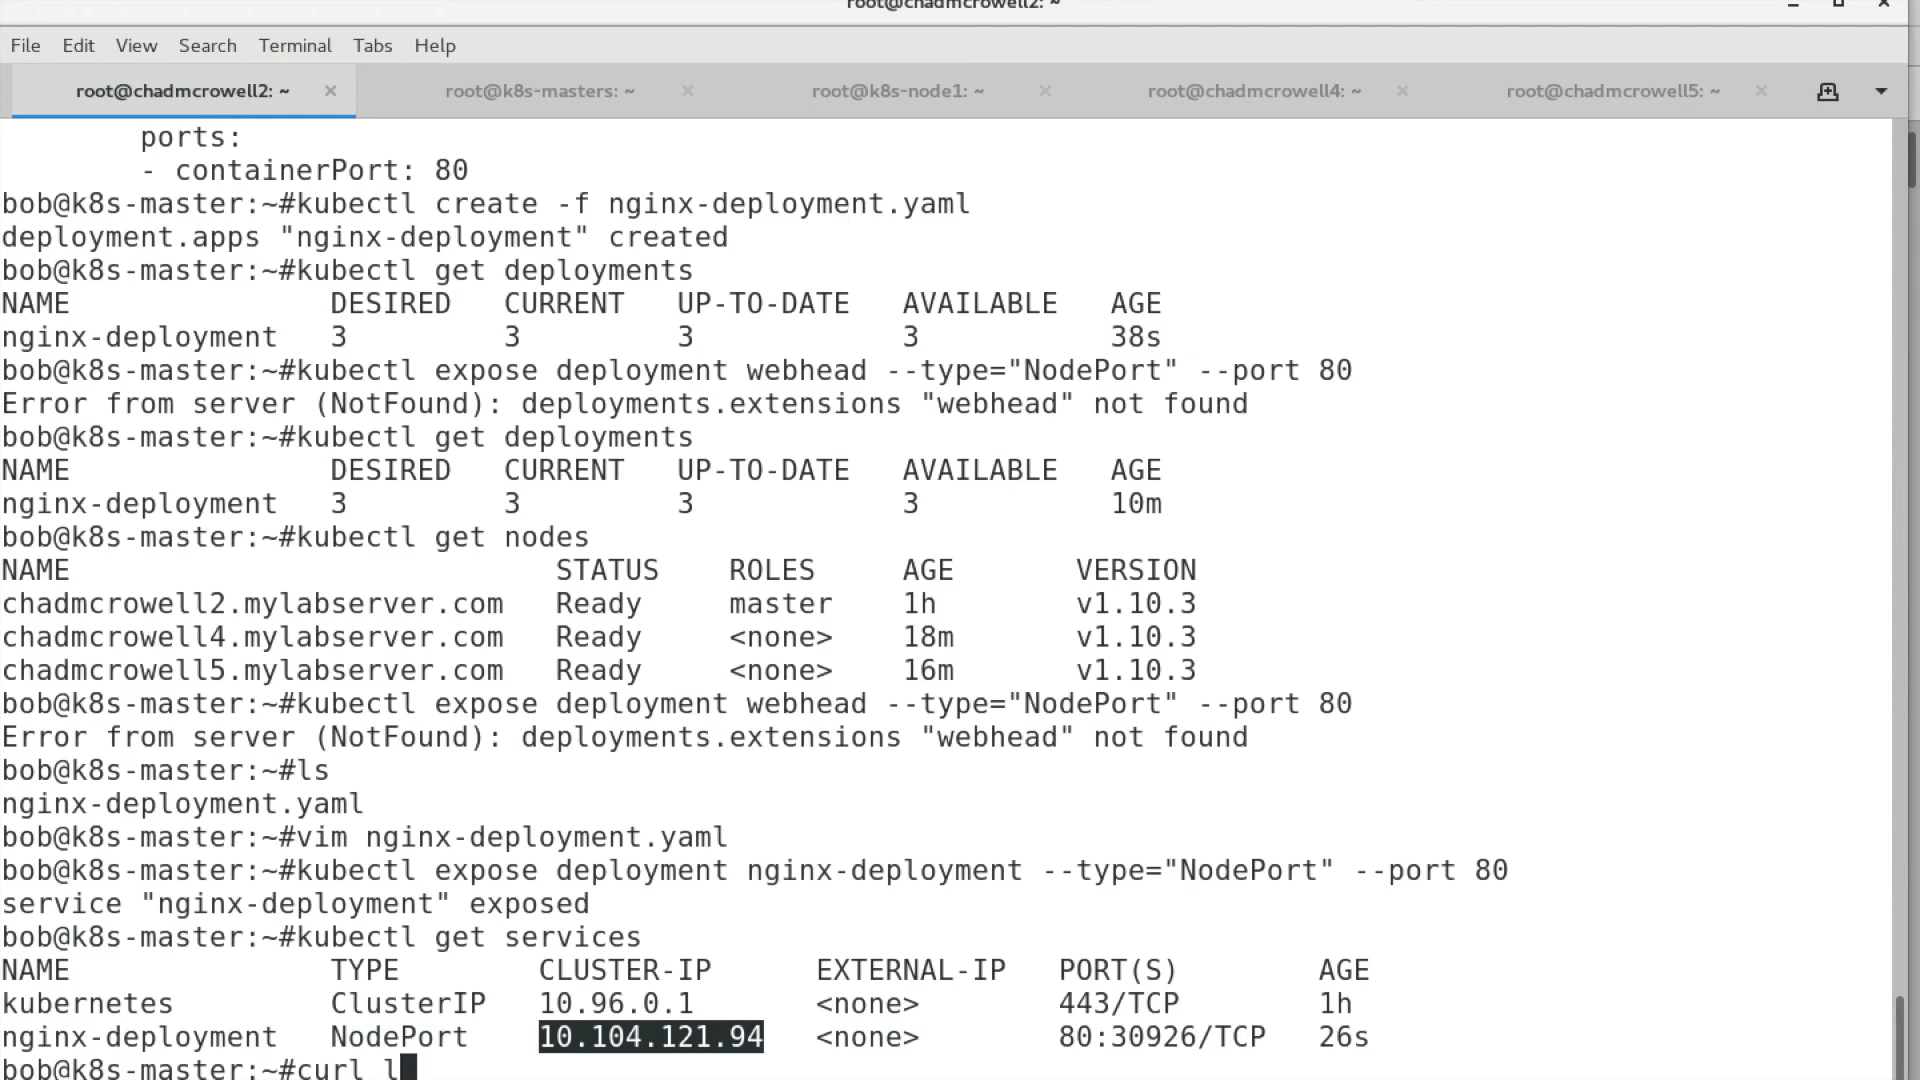 root@chadmcrowell2: ~
File Edit View Search Terminal Tabs Help
root@chadmcrowell2: ~ root@k8s-masters: ~ root@k8s-node1: ~ root@chadmcrowell4: ~ root@chadmcrowell5: ~
        ports:
        - containerPort: 80
bob@k8s-master:~#kubectl create -f nginx-deployment.yaml
deployment.apps "nginx-deployment" created
bob@k8s-master:~#kubectl get deployments
NAME               DESIRED   CURRENT   UP-TO-DATE   AVAILABLE   AGE
nginx-deployment   3         3         3            3           38s
bob@k8s-master:~#kubectl expose deployment webhead --type="NodePort" --port 80
Error from server (NotFound): deployments.extensions "webhead" not found
bob@k8s-master:~#kubectl get deployments
NAME               DESIRED   CURRENT   UP-TO-DATE   AVAILABLE   AGE
nginx-deployment   3         3         3            3           10m
bob@k8s-master:~#kubectl get nodes
NAME                            STATUS    ROLES     AGE       VERSION
chadmcrowell2.mylabserver.com   Ready     master    1h        v1.10.3
chadmcrowell4.mylabserver.com   Ready     <none>    18m       v1.10.3
chadmcrowell5.mylabserver.com   Ready     <none>    16m       v1.10.3
bob@k8s-master:~#kubectl expose deployment webhead --type="NodePort" --port 80
Error from server (NotFound): deployments.extensions "webhead" not found
bob@k8s-master:~#ls
nginx-deployment.yaml
bob@k8s-master:~#vim nginx-deployment.yaml
bob@k8s-master:~#kubectl expose deployment nginx-deployment --type="NodePort" --port 80
service "nginx-deployment" exposed
bob@k8s-master:~#kubectl get services
NAME               TYPE        CLUSTER-IP      EXTERNAL-IP   PORT(S)        AGE
kubernetes         ClusterIP   10.96.0.1       <none>        443/TCP        1h
nginx-deployment   NodePort    10.104.121.94   <none>        80:30926/TCP   26s
bob@k8s-master:~#curl l